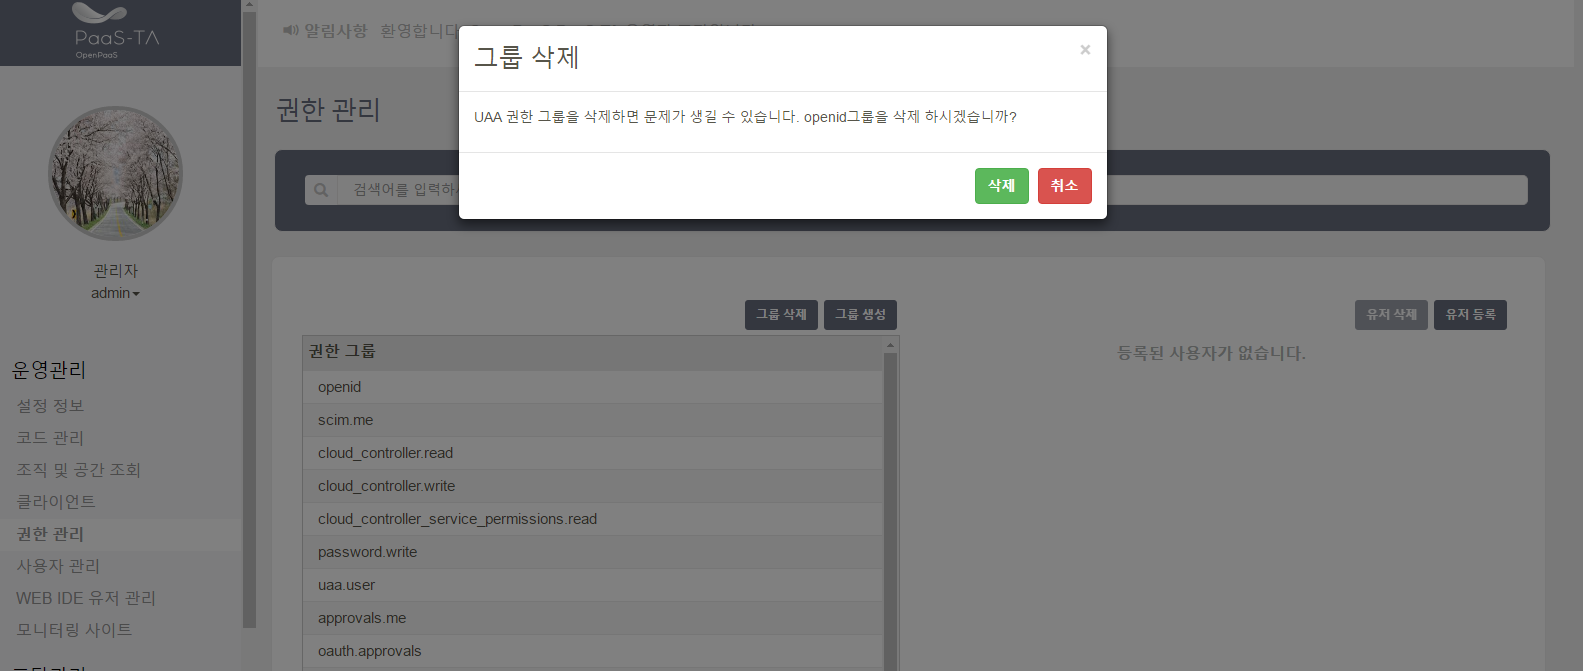 PaaS-TA
OpenPaaS
알림사항 환영합니다
그룹 삭제
×
UAA 권한 그룹을 삭제하면 문제가 생길 수 있습니다. openid그룹을 삭제 하시겠습니까?
삭제 취소
권한 관리
검색어를 입력하
관리자
admin
그룹 삭제 그룹 생성
유저 삭제 유저 등록
권한 그룹
등록된 사용자가 없습니다.
openid
scim.me
cloud_controller.read
cloud_controller.write
cloud_controller_service_permissions.read
password.write
uaa.user
approvals.me
oauth.approvals
운영관리
설정 정보
코드 관리
조직 및 공간 조회
클라이언트
권한 관리
사용자 관리
WEB IDE 유저 관리
모니터링 사이트